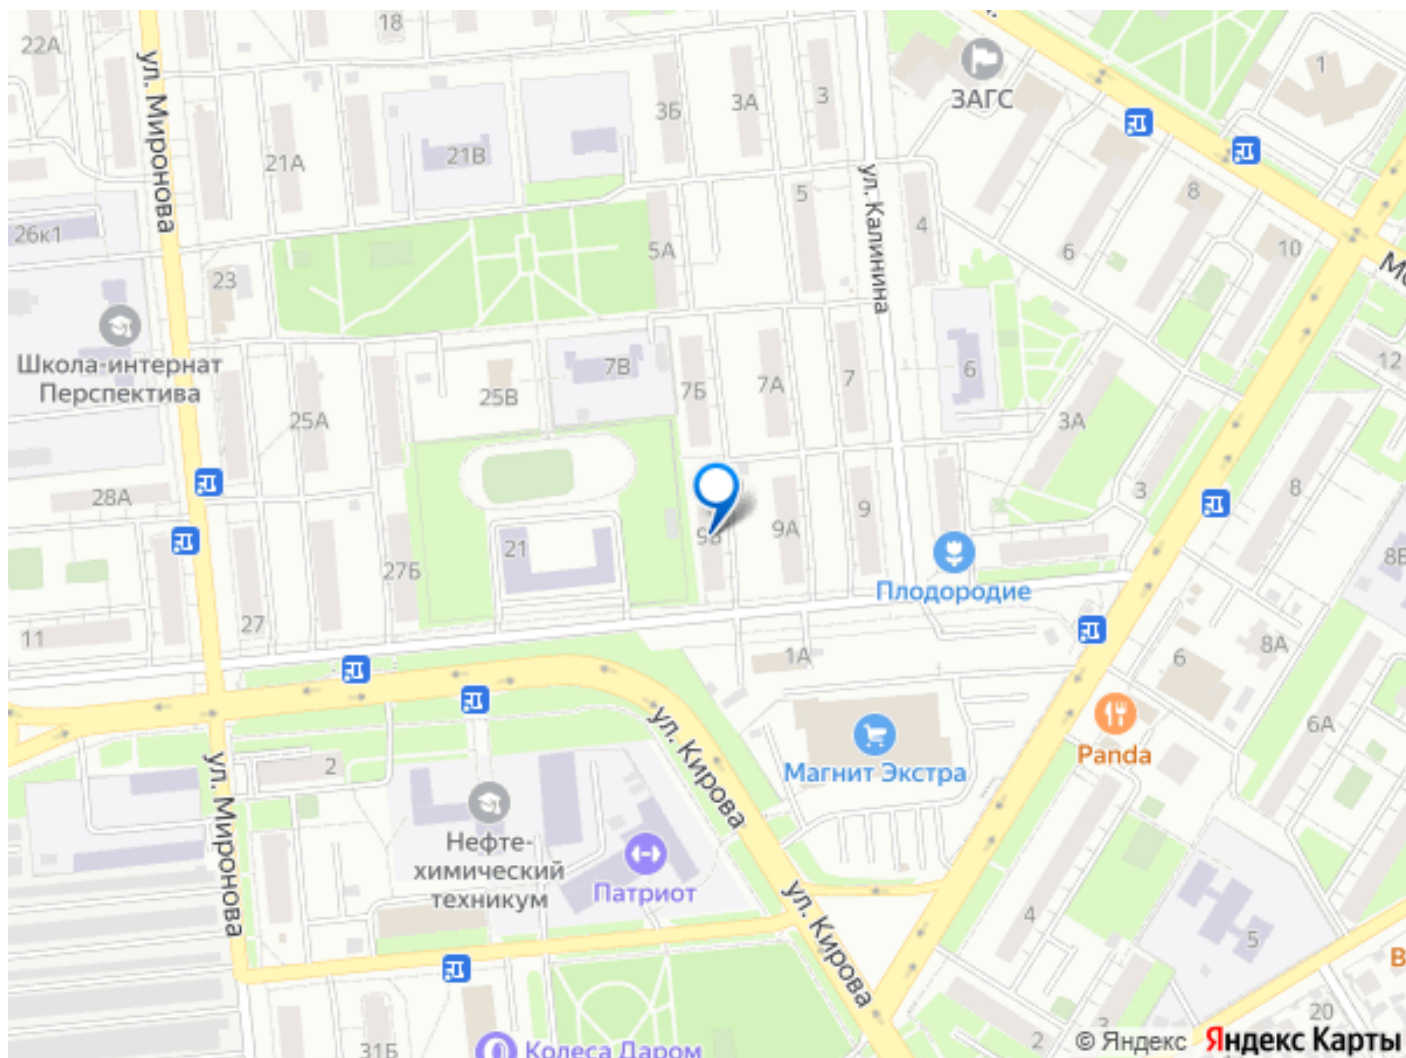 22А
18
ул. Миронова
21А
21В
3Б
3А
3
ЗАГС
1
5
ул. Калинина
4
8
6
10
26к1
23
5А
Школа-интернат
Перспектива
25А
25В
7В
7Б
7А
7
6
3А
12
28А
21
27Б
9А
9
3
8
Плодородие
11
27
1А
6
8А
6А
ул. Кирова
Магнит Экстра
Panda
2
ул. Миронова
Нефте-
химический
техникум
Патриот
ул. Кирова
4
5
20
31Б
Колеса Даром
2
© Яндекс Яндекс Карты